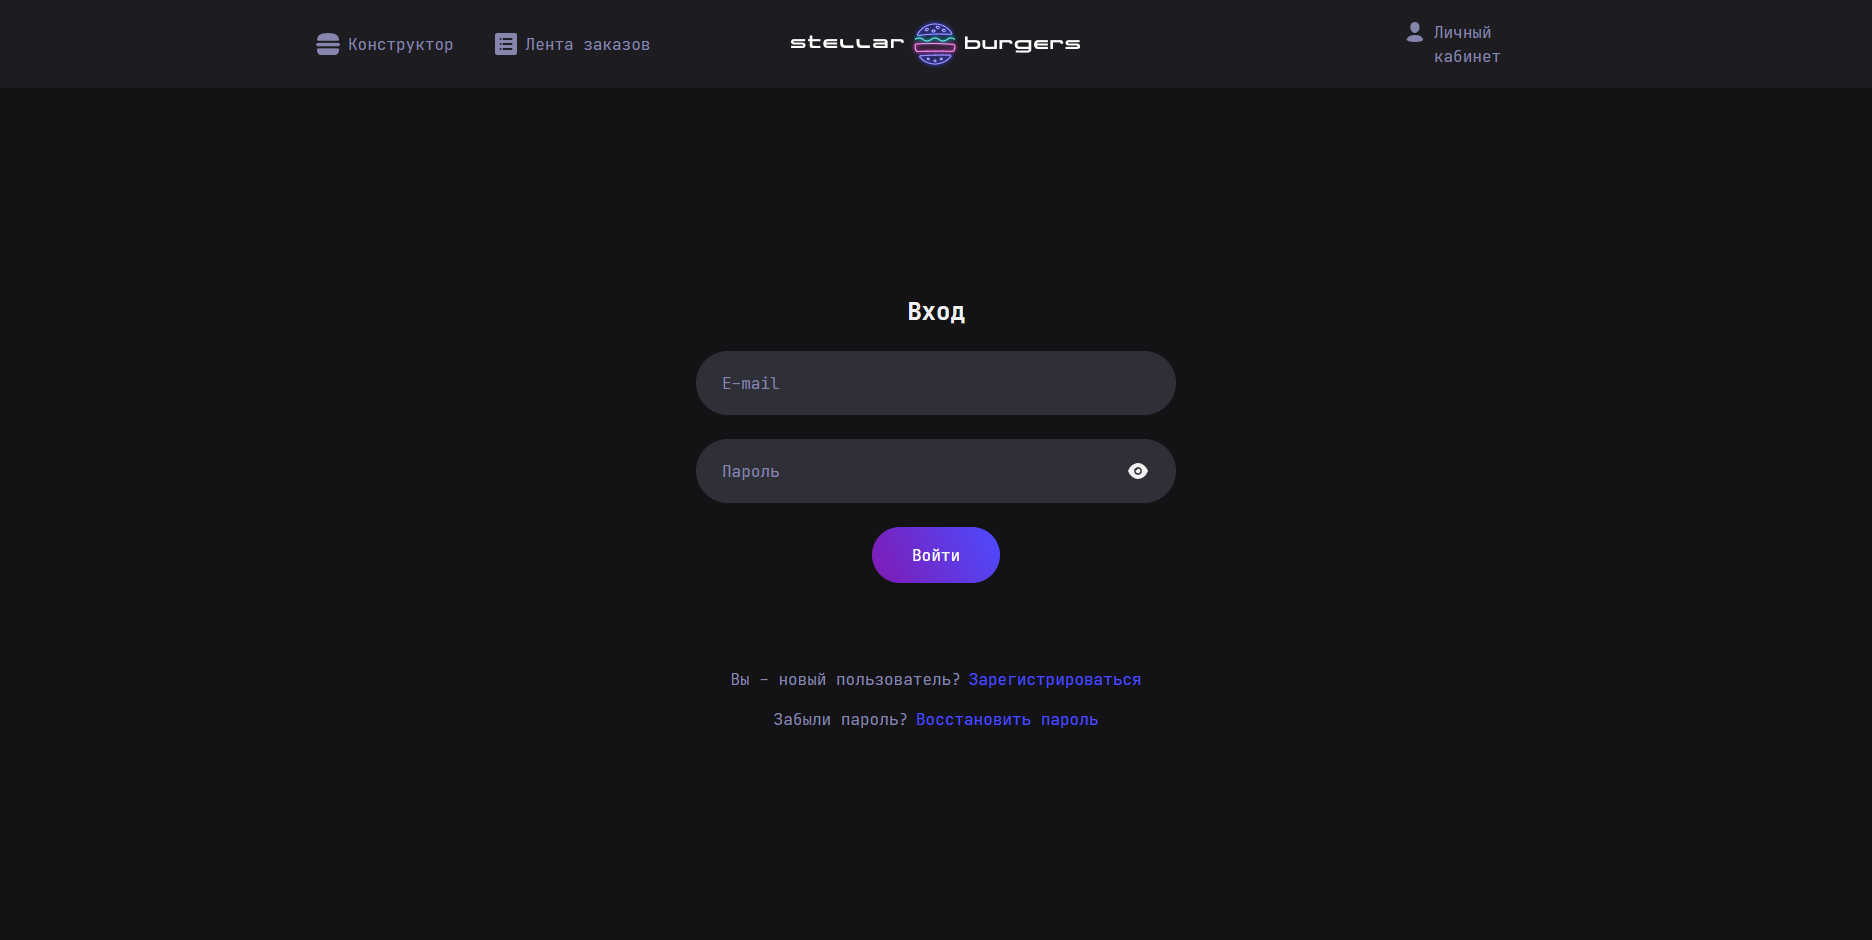 Конструктор
Лента заказов
stellar burgers
Личный
кабинет
Вход
E-mail
Пароль
Войти
Вы – новый пользователь? Зарегистрироваться
Забыли пароль? Восстановить пароль